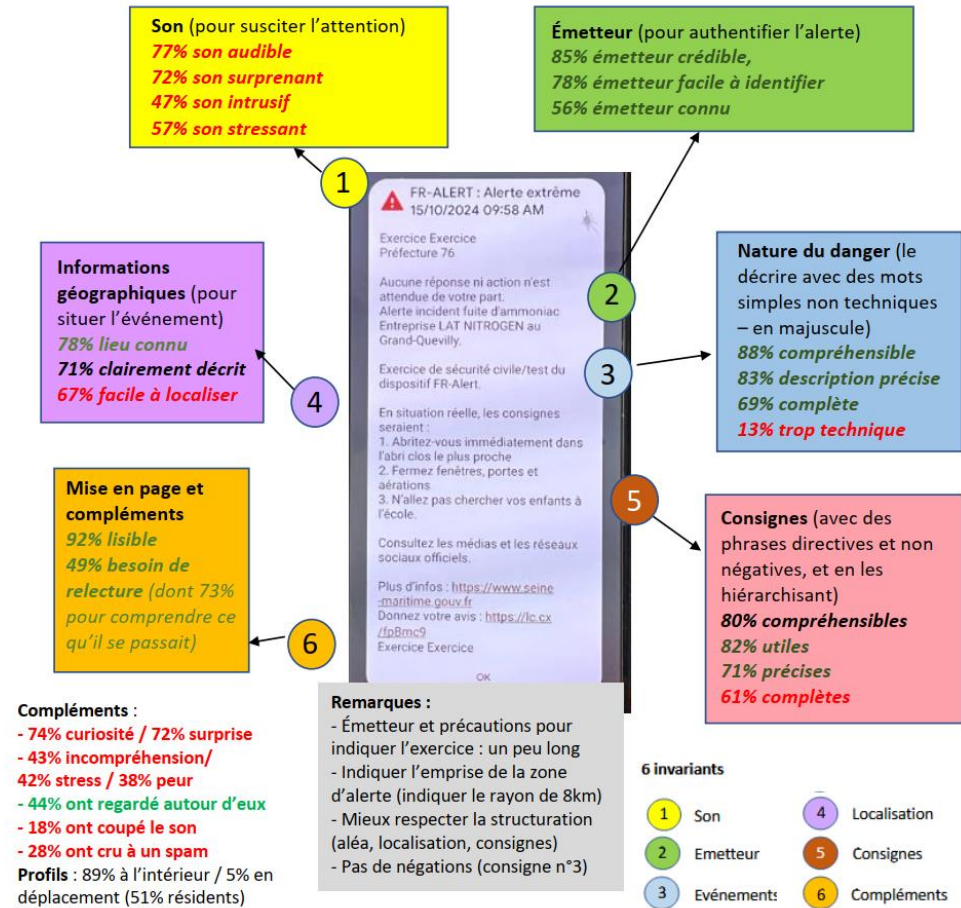 Son (pour susciter l’attention)
77% son audible
72% son surprenant
47% son intrusif
57% son stressant
Émetteur (pour authentifier l’alerte)
85% émetteur crédible,
78% émetteur facile à identifier
56% émetteur connu
1
FR-ALERT : Alerte extrême
15/10/2024 09:58 AM
Exercice Exercice
Préfecture 76
Aucune réponse ni action n'est
attendue de votre part.
Alerte incident fuite d'ammoniac
Entreprise LAT NITROGEN au
Grand-Quevilly.
Exercice de sécurité civile/test du
dispositif FR-Alert.
En situation réelle, les consignes
seraient :
1. Abritez-vous immédiatement dans
l'abri clos le plus proche
2. Fermez fenêtres, portes et
aérations
3. N'allez pas chercher vos enfants à
l'école.
Consultez les médias et les réseaux
sociaux officiels.
Plus d'infos : https://www.seine
-maritime.gouv.fr
Donnez votre avis : https://lc.cx
/fpBmc9
Exercice Exercice
OK
2
3
4
5
6
Informations
géographiques (pour
situer l’événement)
78% lieu connu
71% clairement décrit
67% facile à localiser
Nature du danger (le
décrire avec des mots
simples non techniques
– en majuscule)
88% compréhensible
83% description précise
69% complète
13% trop technique
Mise en page et
compléments
92% lisible
49% besoin de
relecture (dont 73%
pour comprendre ce
qu’il se passait)
Consignes (avec des
phrases directives et non
négatives, et en les
hiérarchisant)
80% compréhensibles
82% utiles
71% précises
61% complètes
Compléments :
- 74% curiosité / 72% surprise
- 43% incompréhension/
42% stress / 38% peur
- 44% ont regardé autour d’eux
- 18% ont coupé le son
- 28% ont cru à un spam
Profils : 89% à l’intérieur / 5% en
déplacement (51% résidents)
Remarques :
- Émetteur et précautions pour
indiquer l’exercice : un peu long
- Indiquer l’emprise de la zone
d’alerte (indiquer le rayon de 8km)
- Mieux respecter la structuration
(aléa, localisation, consignes)
- Pas de négations (consigne n°3)
6 invariants
1 Son
2 Emetteur
3 Evénements
4 Localisation
5 Consignes
6 Compléments